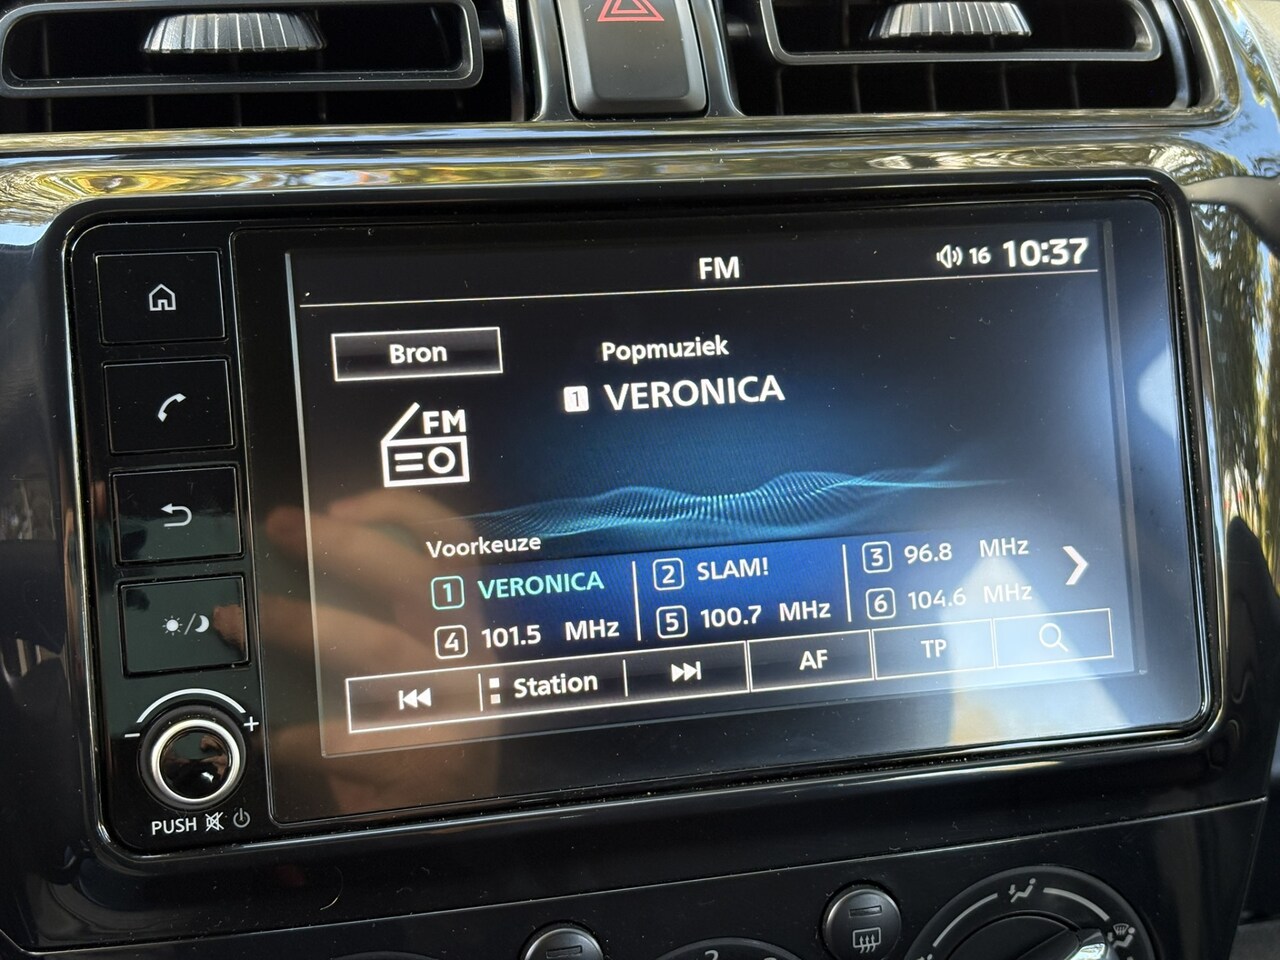 FM 16 10:37
Bron
Popmuziek
1 VERONICA
FM
Voorkeuze
1 VERONICA 2 SLAM! 3 96.8 MHz
4 101.5 MHz 5 100.7 MHz 6 104.6 MHz
Station AF TP
- +
PUSH